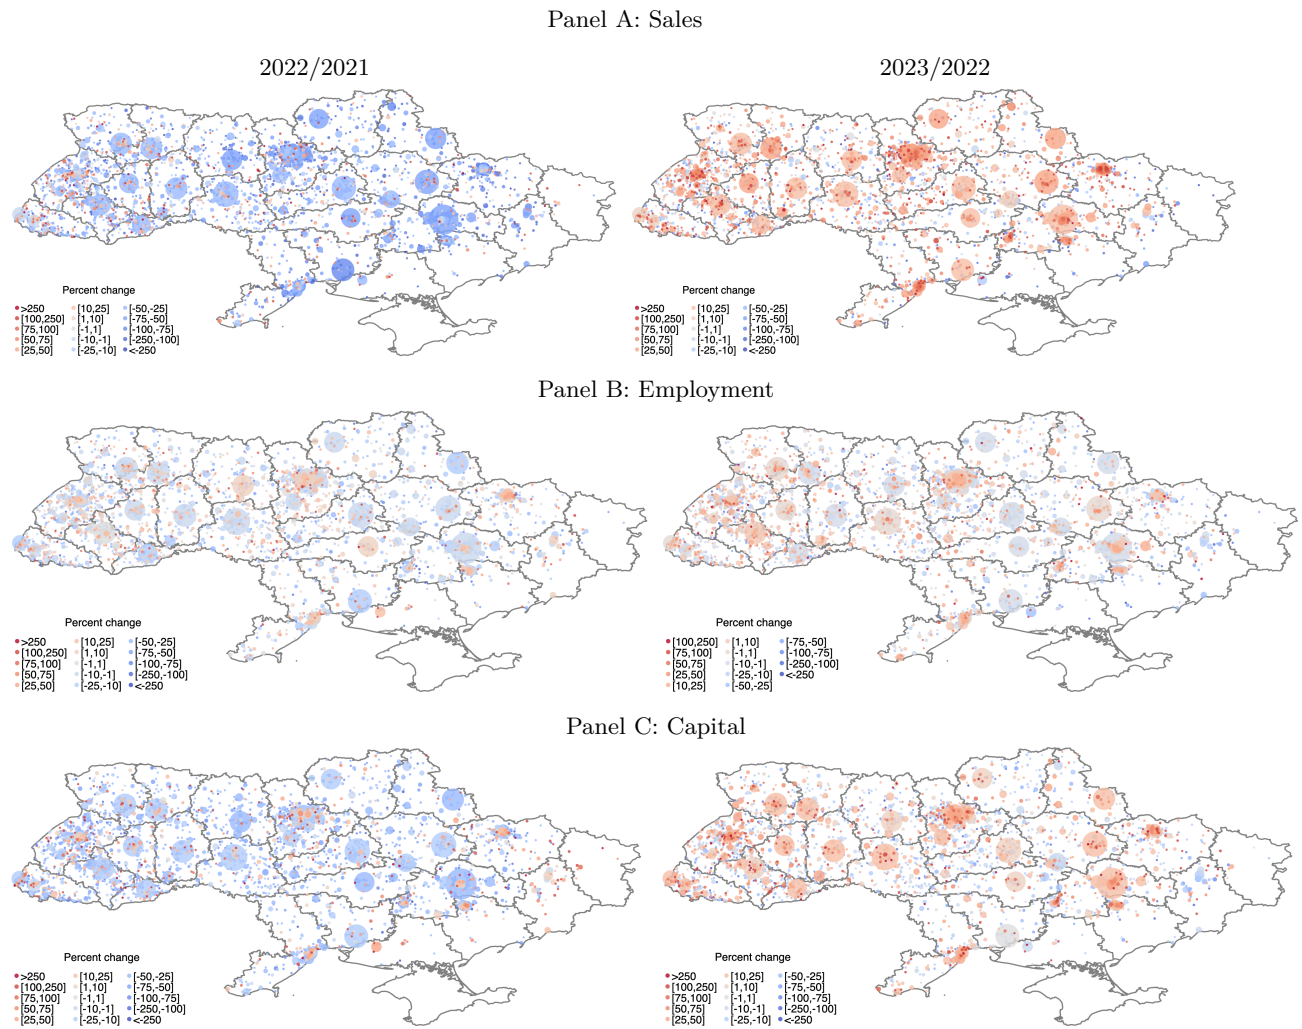 Panel A: Sales
2022/2021 2023/2022
Percent change Percent change
>250 [10,25] [-50,-25] >250 [10,25] [-50,-25]
[100,250] [1,10] [-75,-50] [100,250] [1,10] [-75,-50]
[75,100] [-1,1] [-100,-75] [75,100] [-1,1] [-100,-75]
[50,75] [-10,-1] [-250,-100] [50,75] [-10,-1] [-250,-100]
[25,50] [-25,-10] <-250 [25,50] [-25,-10] <-250
Panel B: Employment
Percent change Percent change
>250 [10,25] [-50,-25] [100,250] [1,10] [-75,-50]
[100,250] [1,10] [-75,-50] [75,100] [-1,1] [-100,-75]
[75,100] [-1,1] [-100,-75] [50,75] [-10,-1] [-250,-100]
[50,75] [-10,-1] [-250,-100] [25,50] [-25,-10] <-250
[25,50] [-25,-10] <-250 [10,25] [-50,-25]
Panel C: Capital
Percent change Percent change
>250 [10,25] [-50,-25] >250 [10,25] [-50,-25]
[100,250] [1,10] [-75,-50] [100,250] [1,10] [-75,-50]
[75,100] [-1,1] [-100,-75] [75,100] [-1,1] [-100,-75]
[50,75] [-10,-1] [-250,-100] [50,75] [-10,-1] [-250,-100]
[25,50] [-25,-10] <-250 [25,50] [-25,-10] <-250